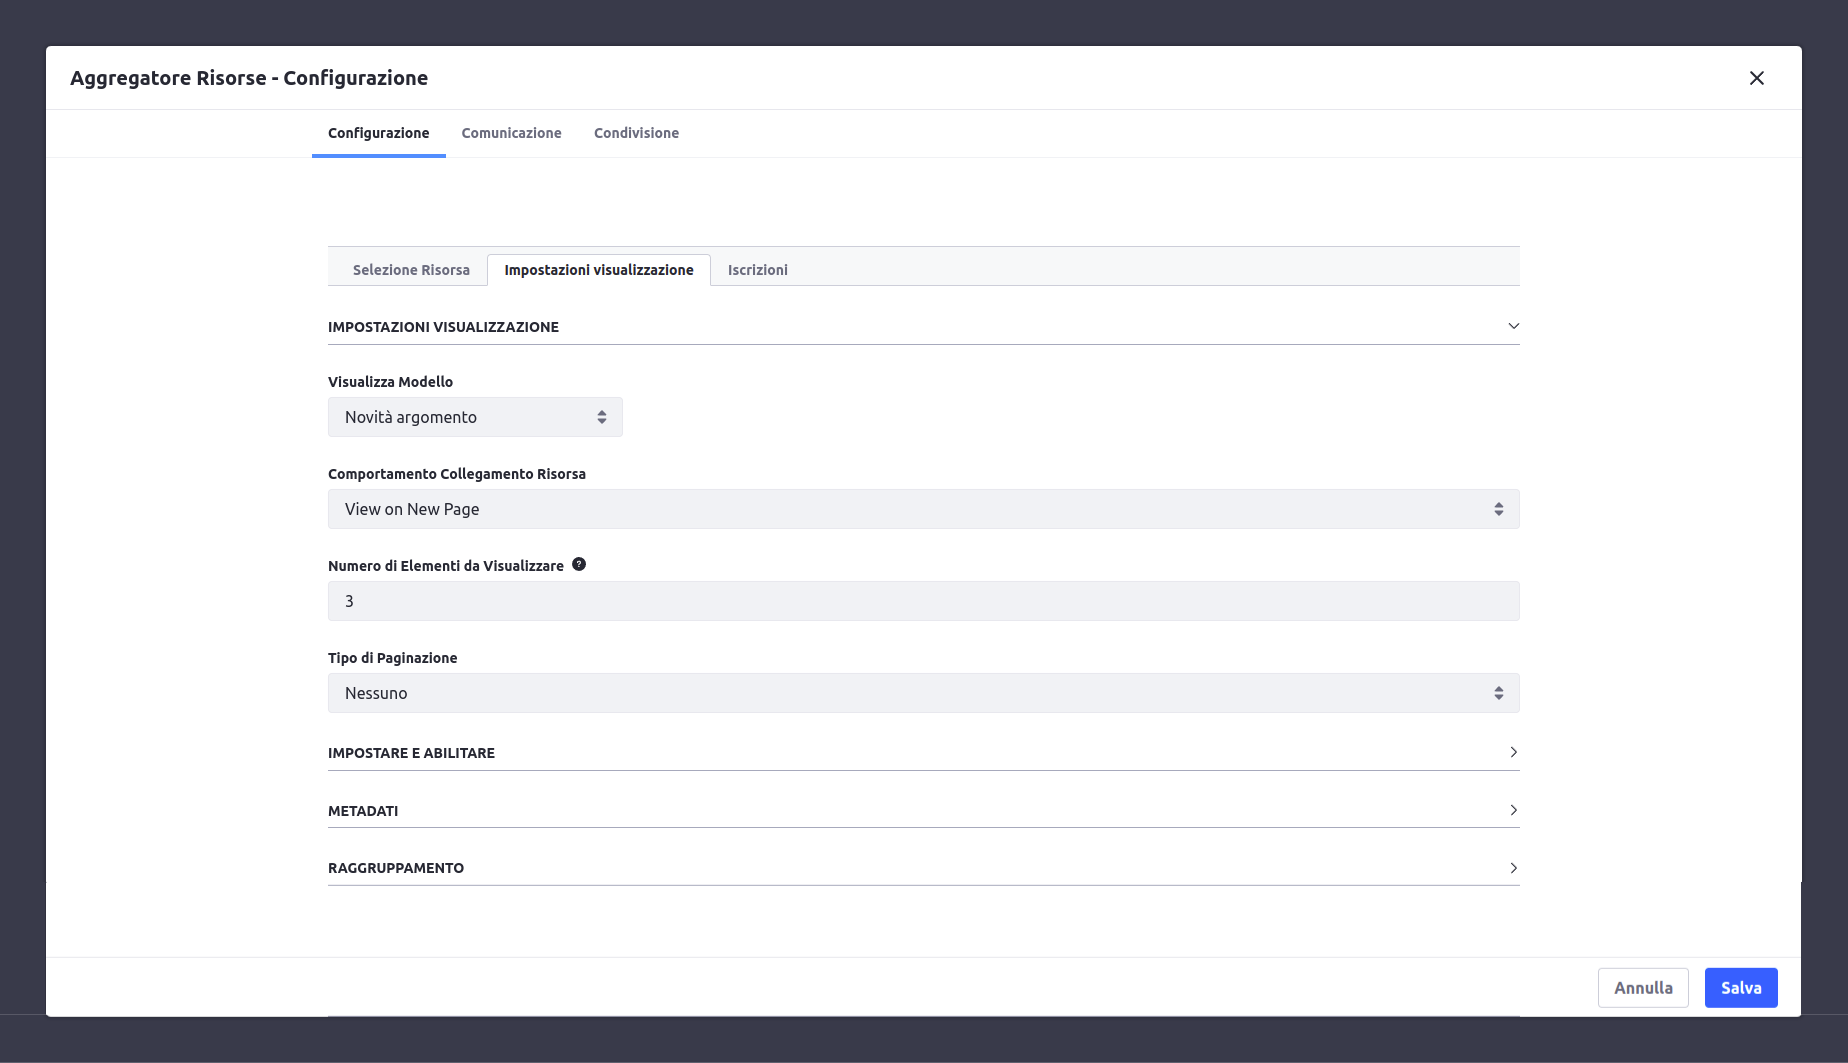 Aggregatore Risorse - Configurazione
Configurazione Comunicazione Condivisione
Selezione Risorsa Impostazioni visualizzazione Iscrizioni
IMPOSTAZIONI VISUALIZZAZIONE
Visualizza Modello
Novità argomento
Comportamento Collegamento Risorsa
View on New Page
Numero di Elementi da Visualizzare ?
3
Tipo di Paginazione
Nessuno
IMPOSTARE E ABILITARE
METADATI
RAGGRUPPAMENTO
Annulla Salva